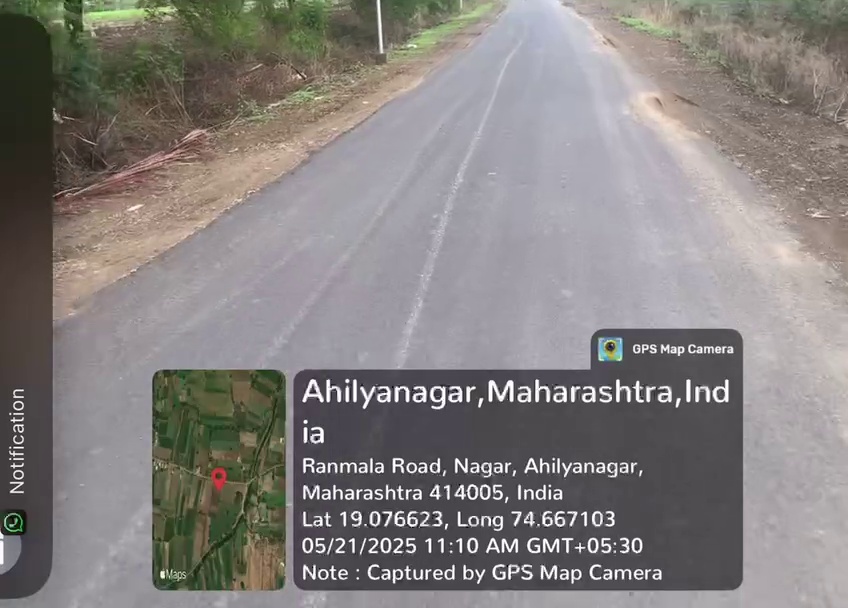 Notification
GPS Map Camera
Ahilyanagar,Maharashtra,Ind
ia
Ranmala Road, Nagar, Ahilyanagar,
Maharashtra 414005, India
Lat 19.076623, Long 74.667103
05/21/2025 11:10 AM GMT+05:30
Note : Captured by GPS Map Camera
Maps